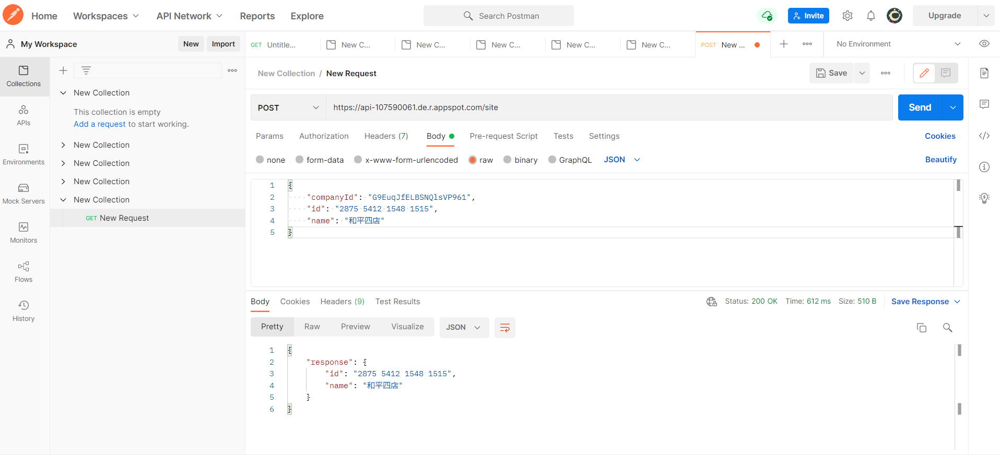 Home
Workspaces
API Network
Reports
Explore
Search Postman
Invite
Upgrade
My Workspace
New
Import
GET Untitle...
New C...
New C...
New C...
New C...
New C...
POST New ...
No Environment
Collections
APIs
Environments
Mock Servers
Monitors
Flows
History
New Collection
This collection is empty
Add a request to start working.
New Collection
New Collection
New Collection
New Collection
GET New Request
New Collection / New Request
Save
POST
https://api-107590061.de.r.appspot.com/site
Send
Params
Authorization
Headers (7)
Body
Pre-request Script
Tests
Settings
Cookies
none
form-data
x-www-form-urlencoded
raw
binary
GraphQL
JSON
Beautify
1 {
2 "companyId": "G9EuqJfELBSNQlsVP961",
3 "id": "2875 5412 1548 1515",
4 "name": "和平四店"
5 }
Body
Cookies
Headers (9)
Test Results
Status: 200 OK
Time: 612 ms
Size: 510 B
Save Response
Pretty
Raw
Preview
Visualize
JSON
1 {
2 "response": {
3 "id": "2875 5412 1548 1515",
4 "name": "和平四店"
5 }
6 }